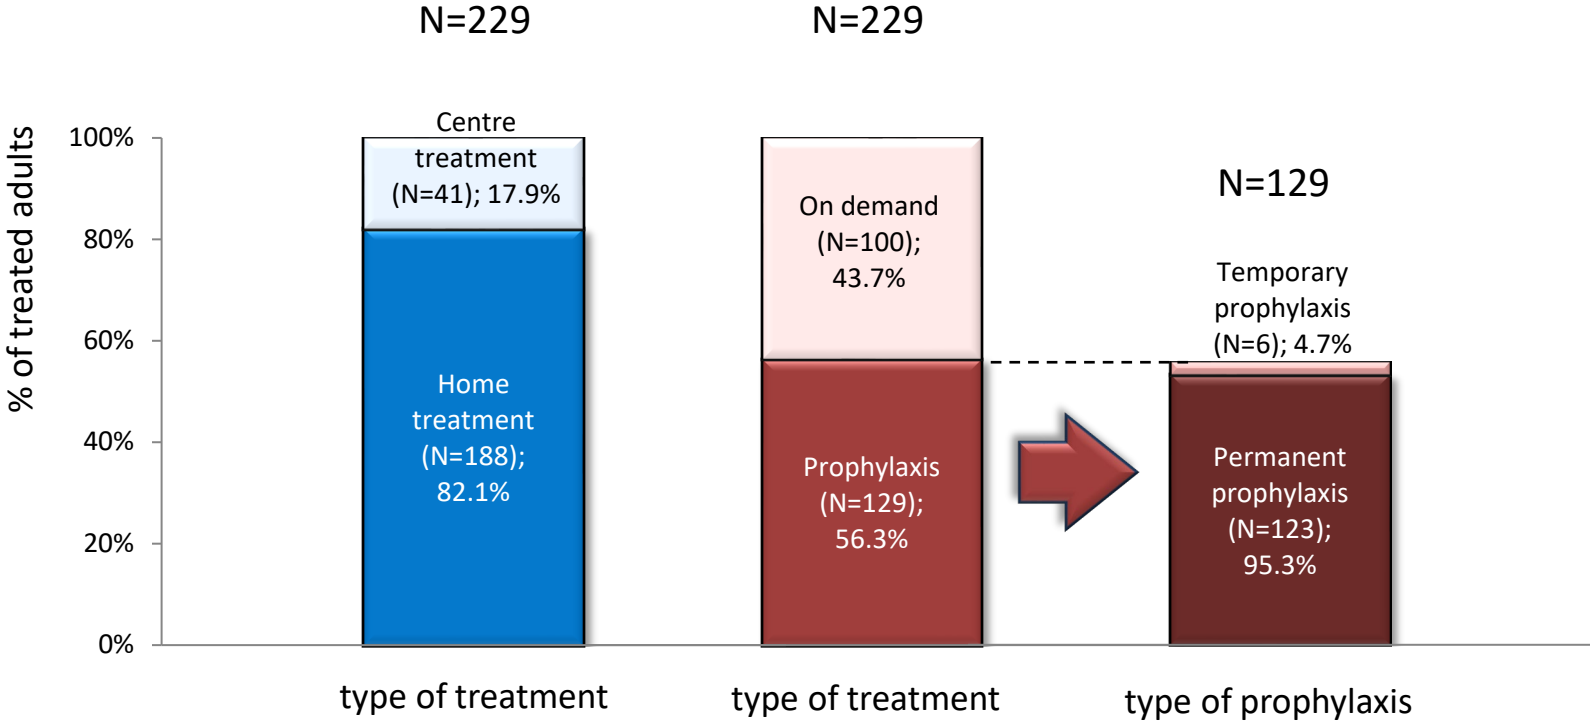 N=229
N=229
% of treated adults
100%
80%
60%
40%
20%
0%
Centre
treatment
(N=41); 17.9%
Home
treatment
(N=188);
82.1%
On demand
(N=100);
43.7%
Prophylaxis
(N=129);
56.3%
N=129
Temporary
prophylaxis
(N=6); 4.7%
Permanent
prophylaxis
(N=123);
95.3%
type of treatment
type of treatment
type of prophylaxis